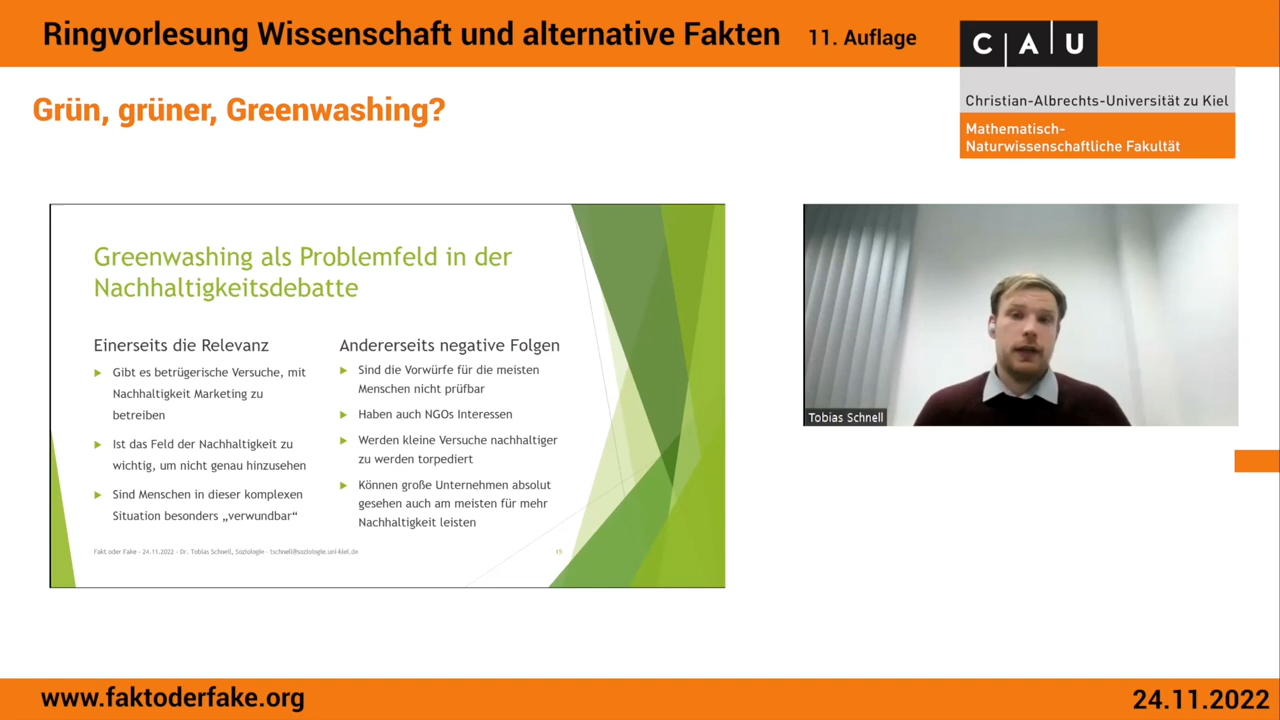 Ringvorlesung Wissenschaft und alternative Fakten 11. Auflage
CAU
Christian-Albrechts-Universität zu Kiel
Mathematisch-
Naturwissenschaftliche Fakultät
Grün, grüner, Greenwashing?
Greenwashing als Problemfeld in der
Nachhaltigkeitsdebatte
Einerseits die Relevanz
Gibt es betrügerische Versuche, mit
Nachhaltigkeit Marketing zu
betreiben
Ist das Feld der Nachhaltigkeit zu
wichtig, um nicht genau hinzusehen
Sind Menschen in dieser komplexen
Situation besonders „verwundbar“
Andererseits negative Folgen
Sind die Vorwürfe für die meisten
Menschen nicht prüfbar
Haben auch NGOs Interessen
Werden kleine Versuche nachhaltiger
zu werden torpediert
Können große Unternehmen absolut
gesehen auch am meisten für mehr
Nachhaltigkeit leisten
Fakt oder Fake - 24.11.2022 - Dr. Tobias Schnell, Soziologie - tschnell@soziologie.uni-kiel.de
15
Tobias Schnell
www.faktoderfake.org
24.11.2022